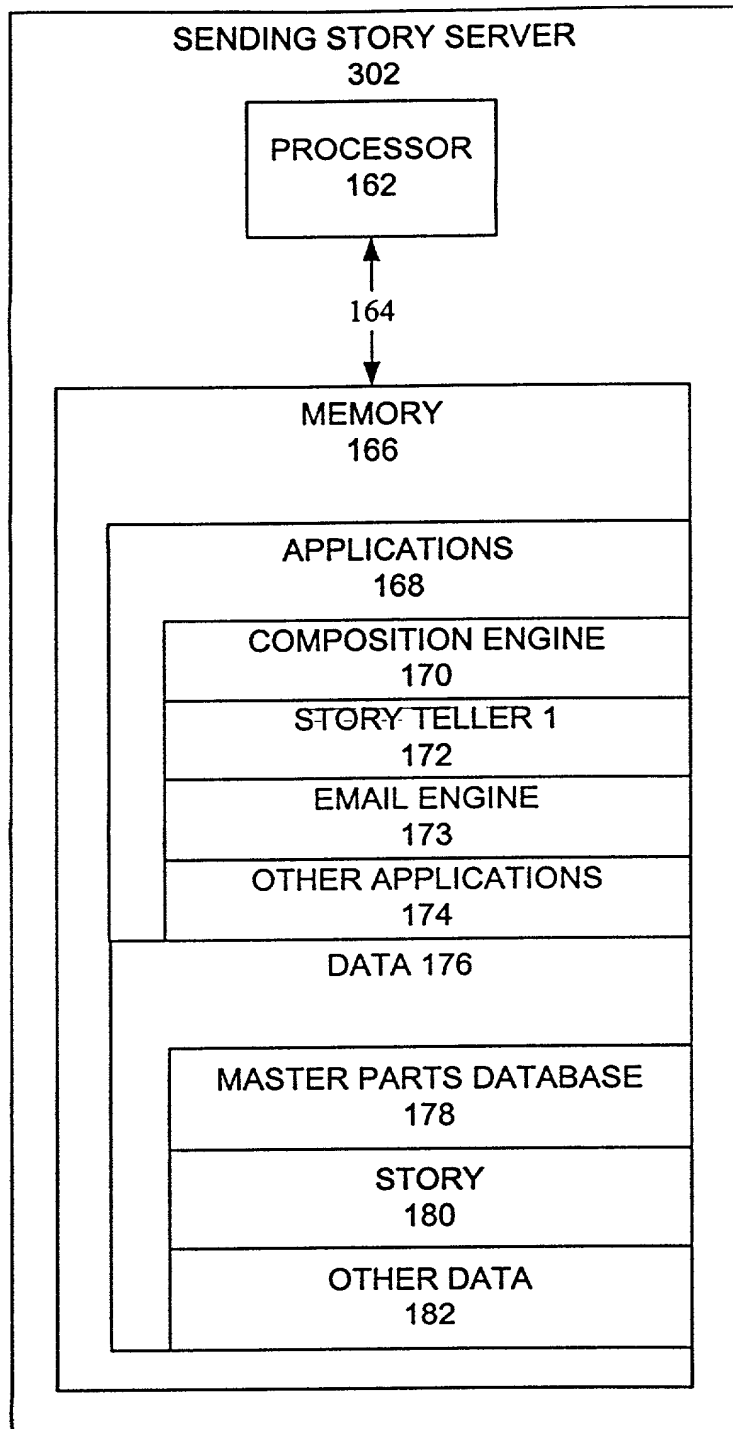 SENDING STORY SERVER
302
PROCESSOR
162
164
MEMORY
166
APPLICATIONS
168
COMPOSITION ENGINE
170
STORY TELLER 1
172
EMAIL ENGINE
173
OTHER APPLICATIONS
174
DATA 176
MASTER PARTS DATABASE
178
STORY
180
OTHER DATA
182